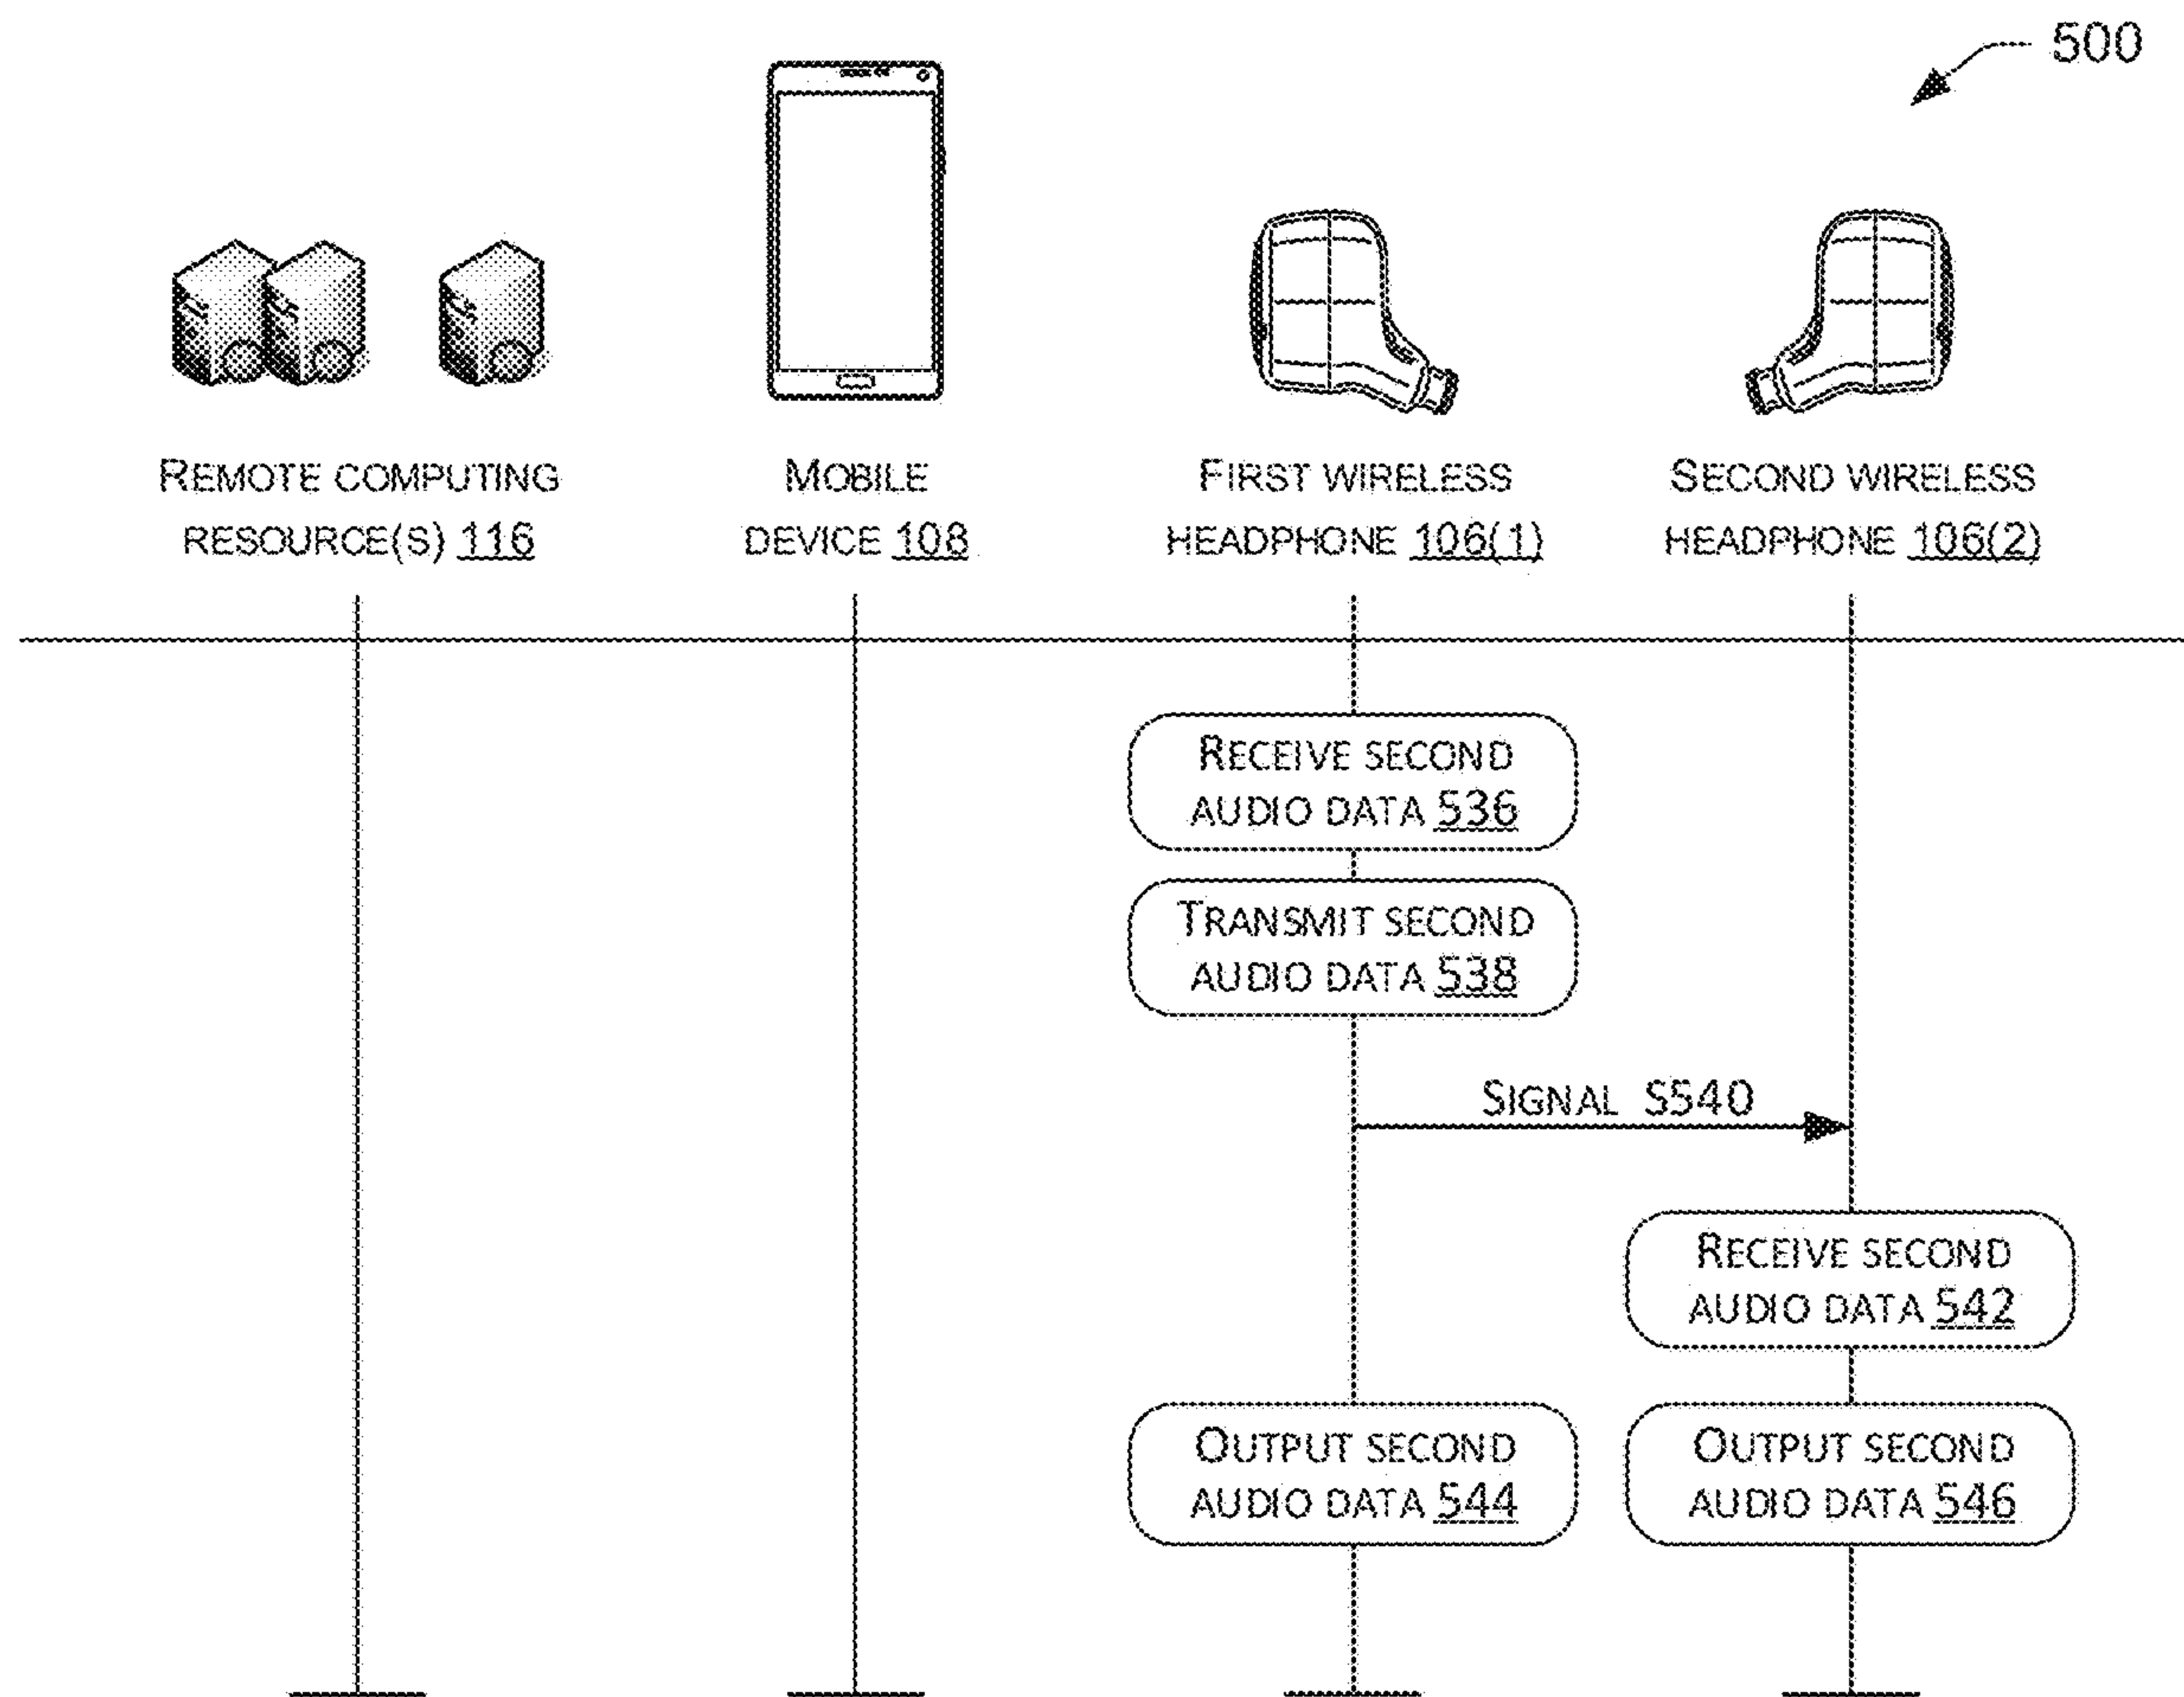 500
REMOTE COMPUTING
RESOURCE(S) 116
MOBILE
DEVICE 108
FIRST WIRELESS
HEADPHONE 106(1)
SECOND WIRELESS
HEADPHONE 106(2)
RECEIVE SECOND
AUDIO DATA 536
TRANSMIT SECOND
AUDIO DATA 538
SIGNAL S540
RECEIVE SECOND
AUDIO DATA 542
OUTPUT SECOND
AUDIO DATA 544
OUTPUT SECOND
AUDIO DATA 546